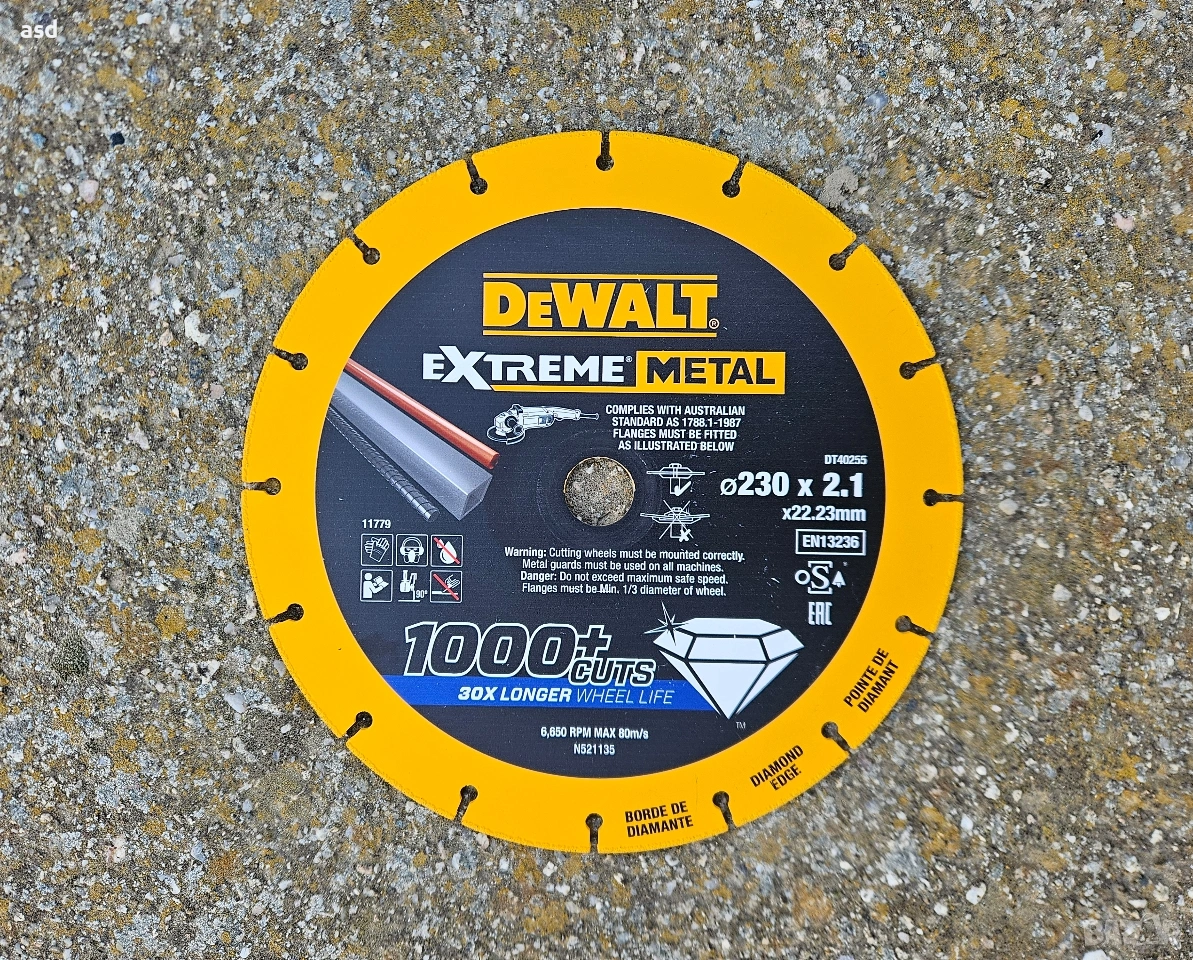 asd
DEWALT®
EXTREME® METAL
COMPLIES WITH AUSTRALIAN
STANDARD AS 1788.1-1987
FLANGES MUST BE FITTED
AS ILLUSTRATED BELOW
DT40255
ø230 x 2.1
x22.23mm
EN13236
oSA
EAC
11779
90°
Warning: Cutting wheels must be mounted correctly.
Metal guards must be used on all machines.
Danger: Do not exceed maximum safe speed.
Flanges must be Min. 1/3 diameter of wheel.
1000+
CUTS
30X LONGER WHEEL LIFE
TM
6,650 RPM MAX 80m/s
N521135
POINTE DE
DIAMANT
DIAMOND
EDGE
BORDE DE
DIAMANTE